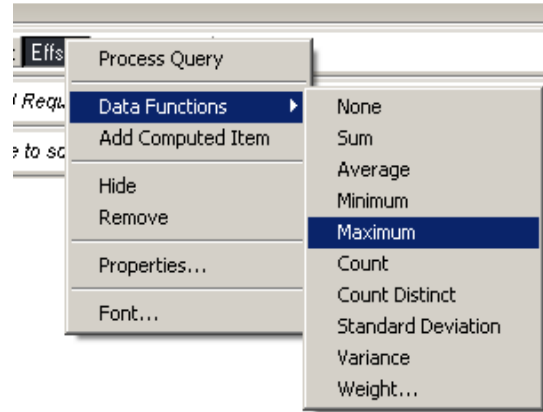 Effs
Process Query
Requ
Data Functions
Add Computed Item
e to sc
Hide
Remove
Properties...
Font...
None
Sum
Average
Minimum
Maximum
Count
Count Distinct
Standard Deviation
Variance
Weight...